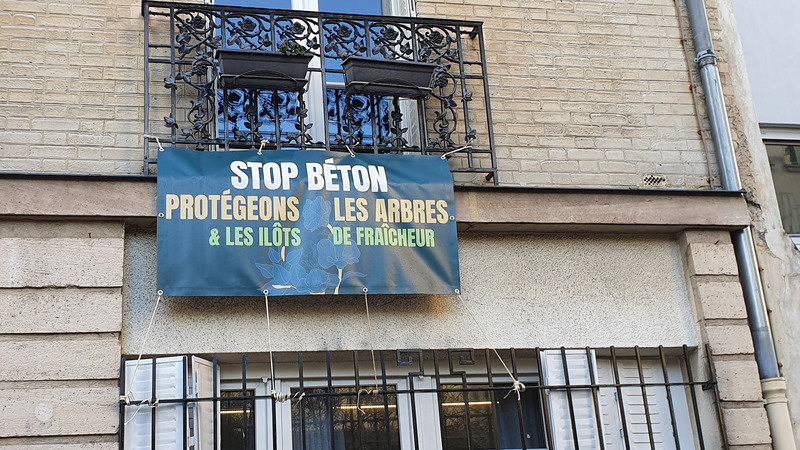 STOP BÉTON
PROTÉGEONS LES ARBRES
& LES ILÔTS DE FRAÎCHEUR